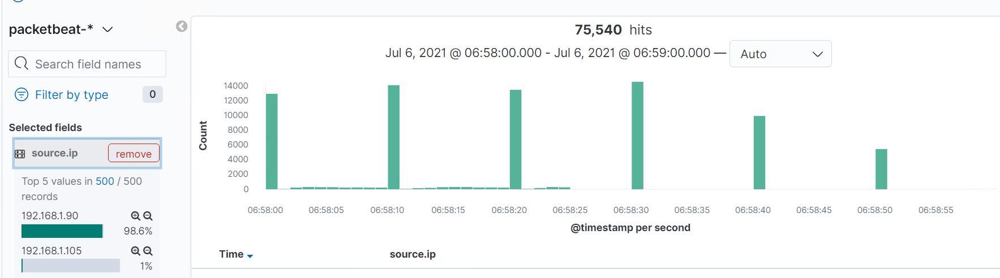 packetbeat-*
Search field names
Filter by type 0
Selected fields
source.ip remove
Top 5 values in 500 / 500
records
192.168.1.90
98.6%
192.168.1.105
1%
75,540 hits
Jul 6, 2021 @ 06:58:00.000 - Jul 6, 2021 @ 06:59:00.000 — Auto
Count
14000
12000
10000
8000
6000
4000
2000
0
06:58:00 06:58:05 06:58:10 06:58:15 06:58:20 06:58:25 06:58:30 06:58:35 06:58:40 06:58:45 06:58:50 06:58:55
@timestamp per second
Time source.ip